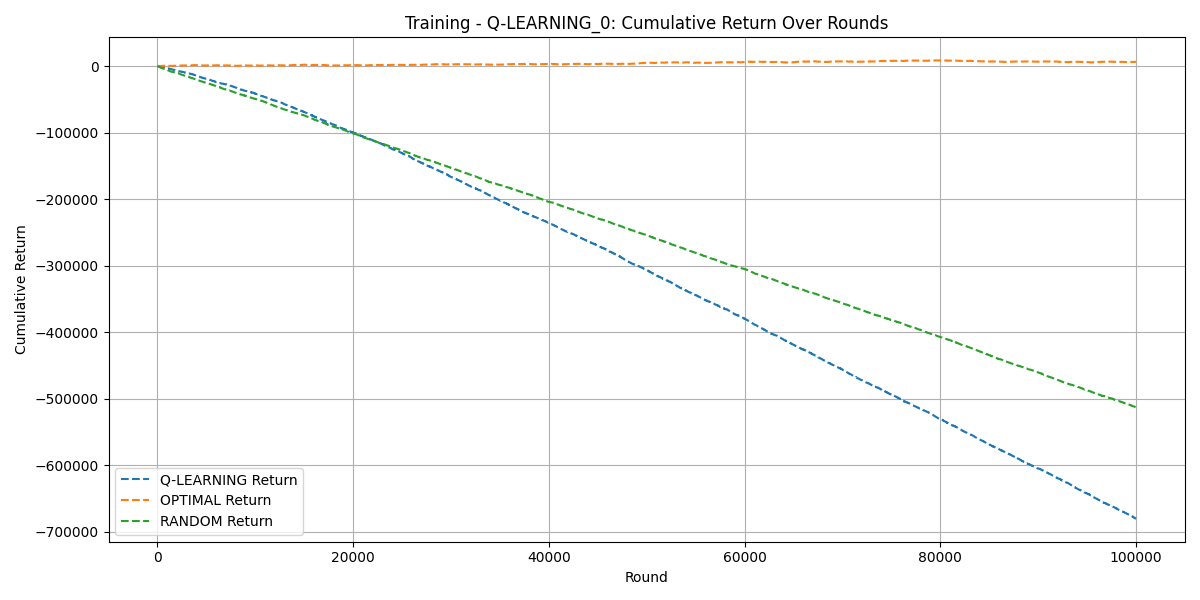 Training - Q-LEARNING_0: Cumulative Return Over Rounds
Cumulative Return
0
−100000
−200000
−300000
−400000
−500000
−600000
−700000
Q-LEARNING Return
OPTIMAL Return
RANDOM Return
0 20000 40000 60000 80000 100000
Round